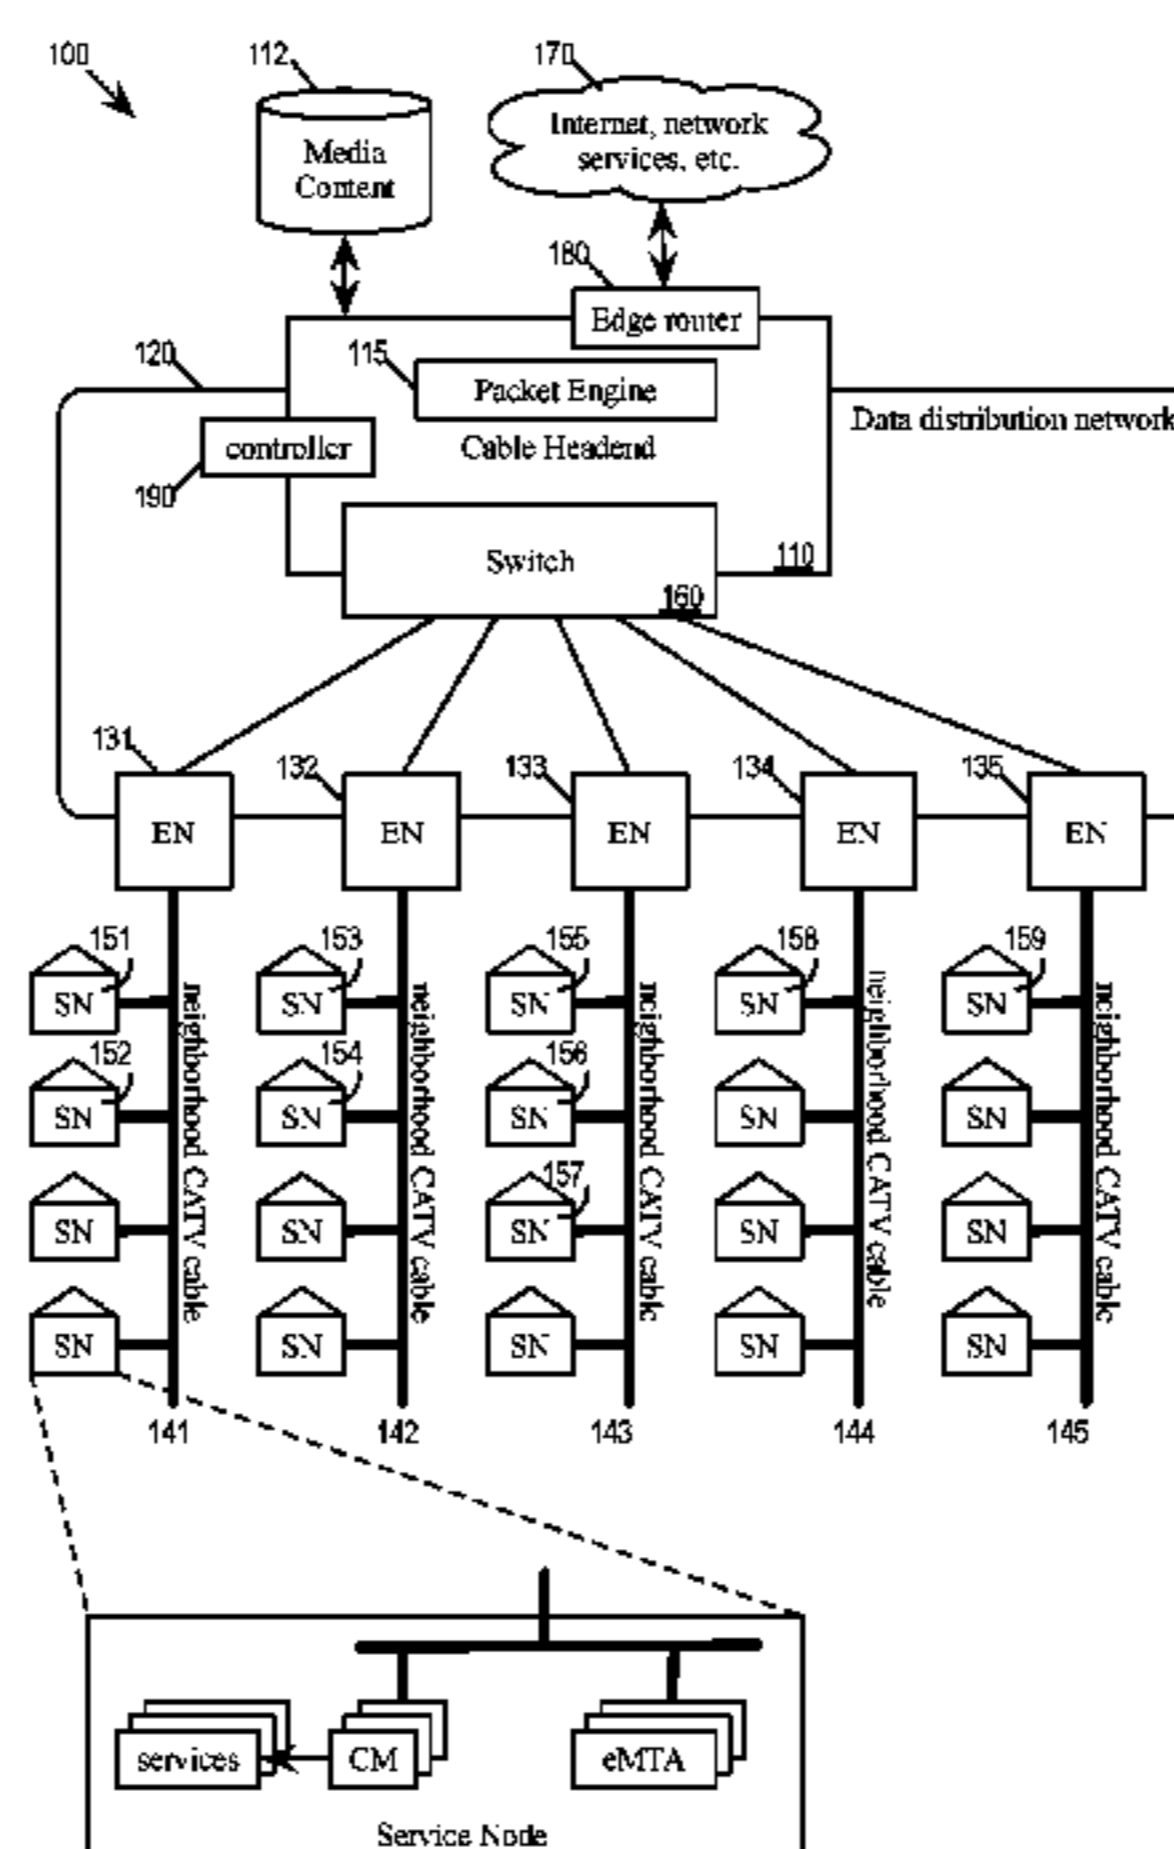 100
112
170
Media
Content
Internet, network
services, etc.
180
Edge router
120
115
Packet Engine
Data distribution network
controller
Cable Headend
190
Switch
110
160
131
132
133
134
135
EN
EN
EN
EN
EN
151
153
155
158
159
SN
SN
SN
SN
SN
152
154
156
SN
SN
SN
SN
SN
157
SN
SN
SN
SN
SN
SN
SN
SN
SN
SN
neighborhood CATV cable
neighborhood CATV cable
neighborhood CATV cable
neighborhood CATV cable
neighborhood CATV cable
141
142
143
144
145
services
CM
eMTA
Service Node